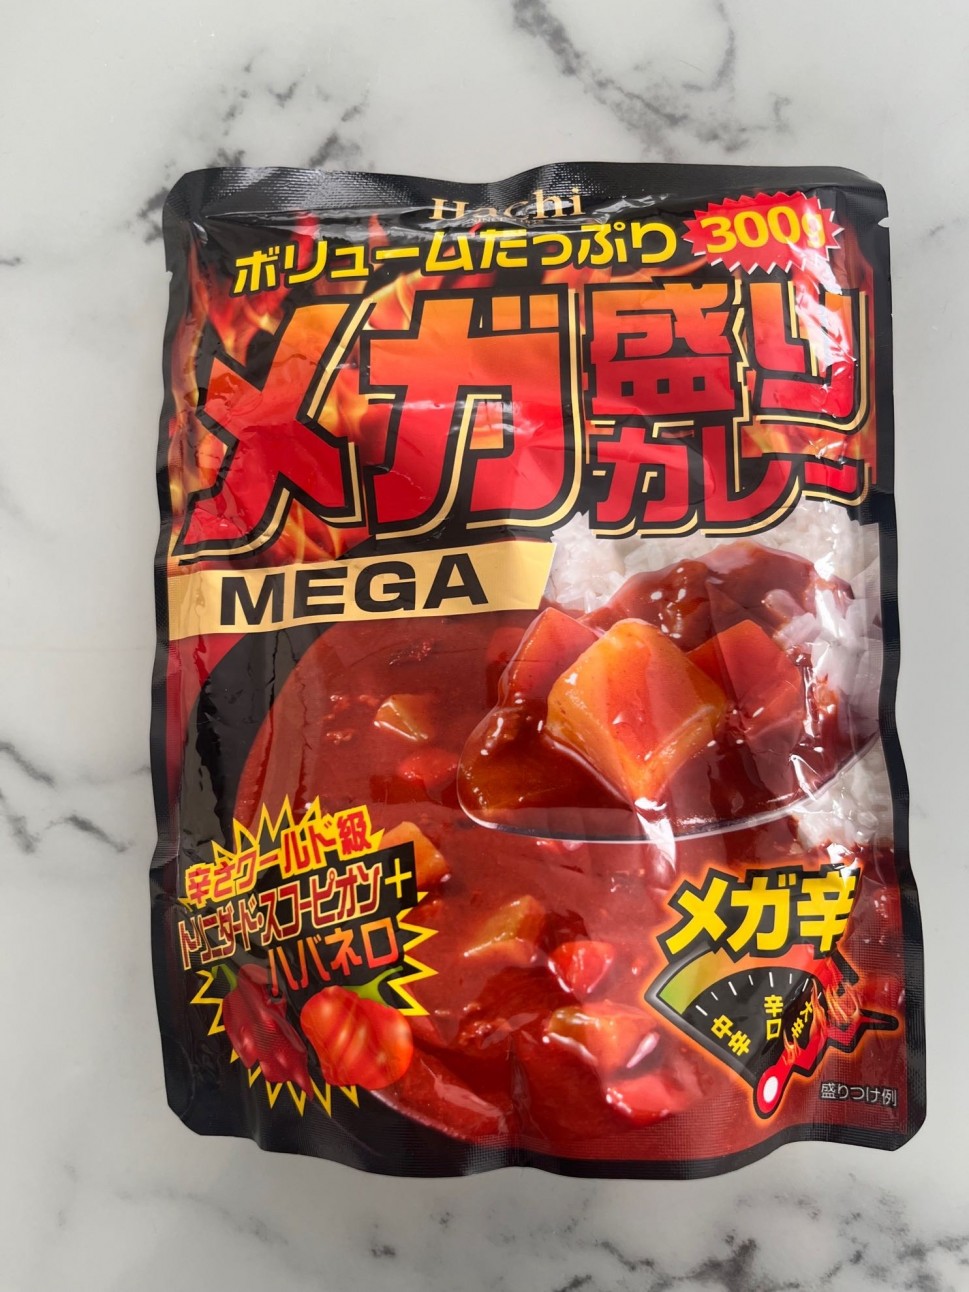 Hachi
ボリュームたっぷり
300g
メガ盛り
カレー
MEGA
辛さワールド級
トリニダード・スコーピオン+
ハバネロ
メガ辛
中辛
辛口
大辛
盛りつけ例